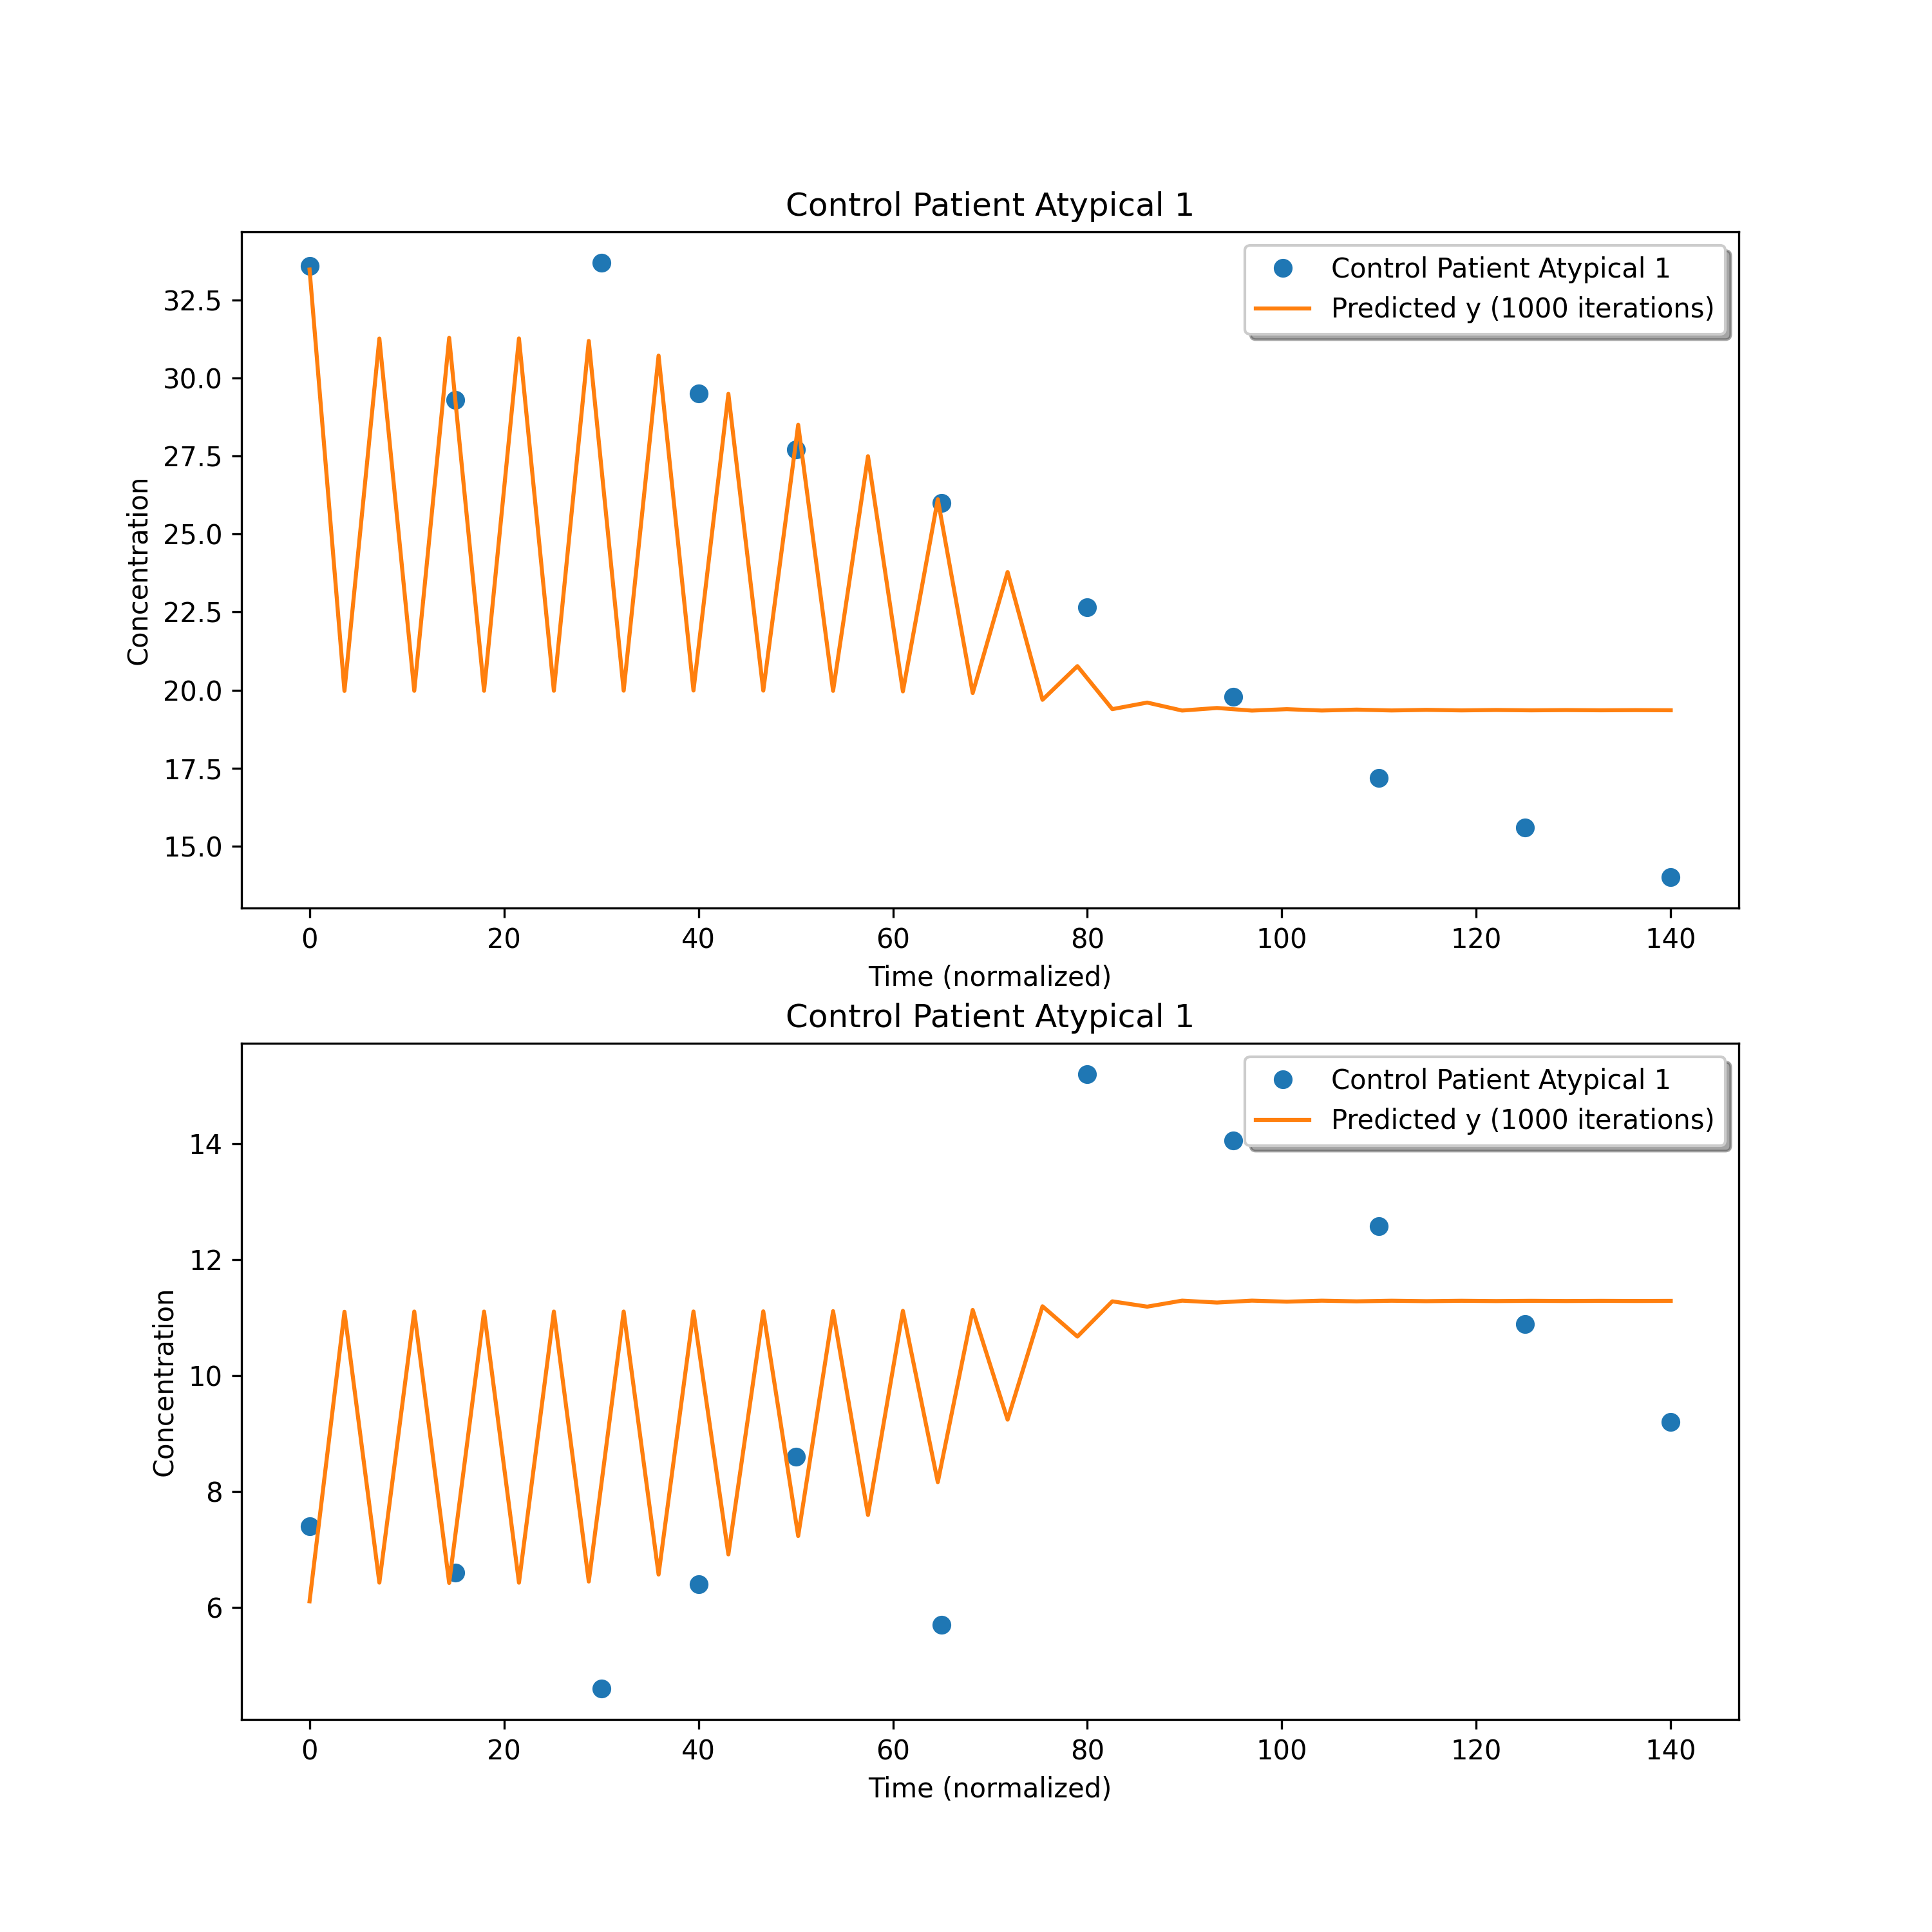 Control Patient Atypical 1
Control Patient Atypical 1
Predicted y (1000 iterations)
Concentration
32.5
30.0
27.5
25.0
22.5
20.0
17.5
15.0
0 20 40 60 80 100 120 140
Time (normalized)
Control Patient Atypical 1
Control Patient Atypical 1
Predicted y (1000 iterations)
Concentration
14
12
10
8
6
0 20 40 60 80 100 120 140
Time (normalized)